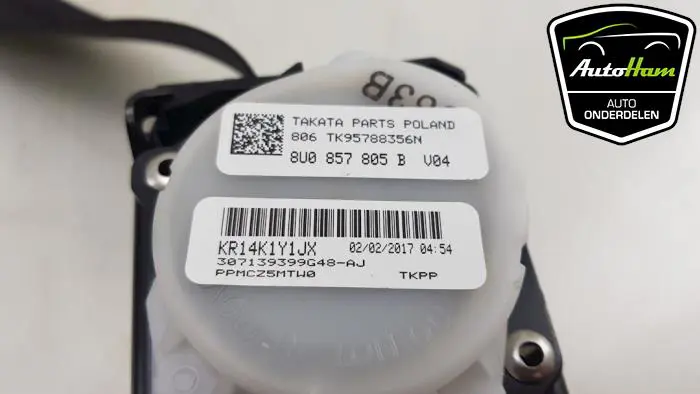 63B
TAKATA PARTS POLAND
806 TK95788356N
8U0 857 805 B V04
KR14K1Y1JX 02/02/2017 04:54
307139399G48-AJ
PPMCZ5MTW0 TKPP
AutoHam
AUTO
ONDERDELEN